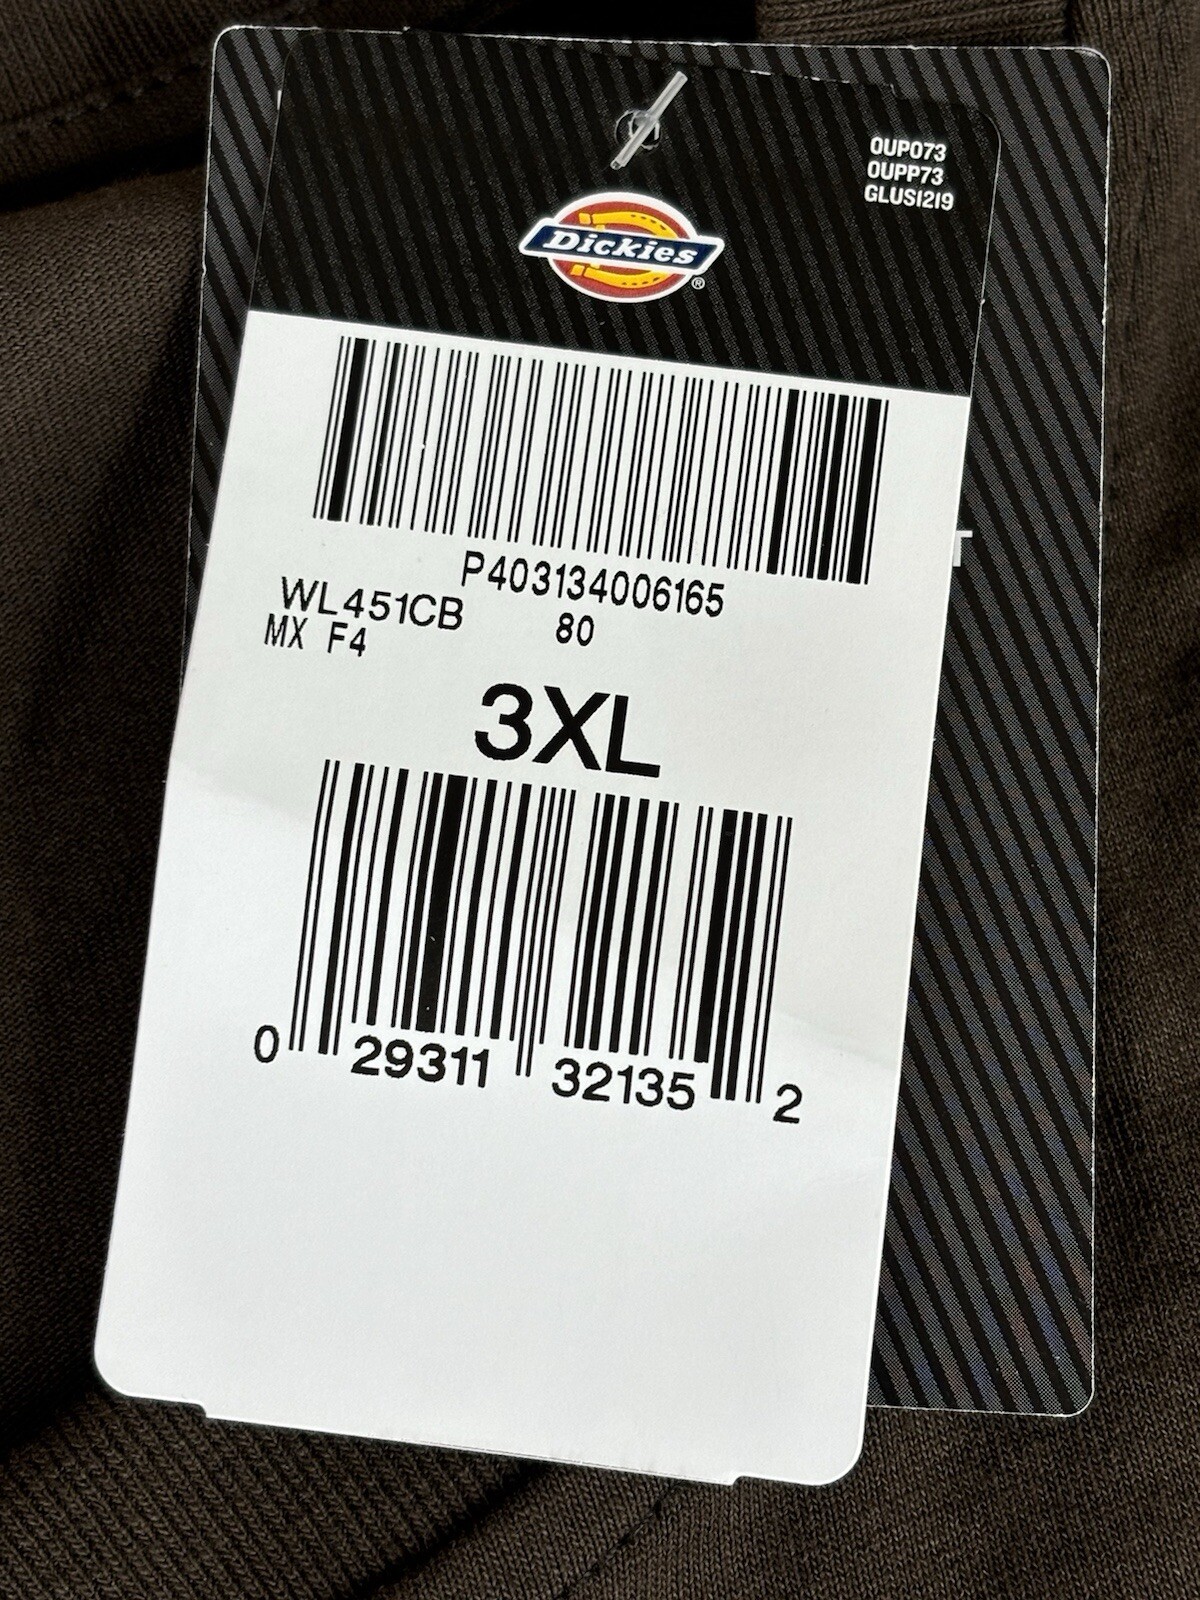 0UP073
0UPP73
GLUS1219
Dickies®
P403134006165
WL451CB 80
MX F4
3XL
0 29311 32135 2